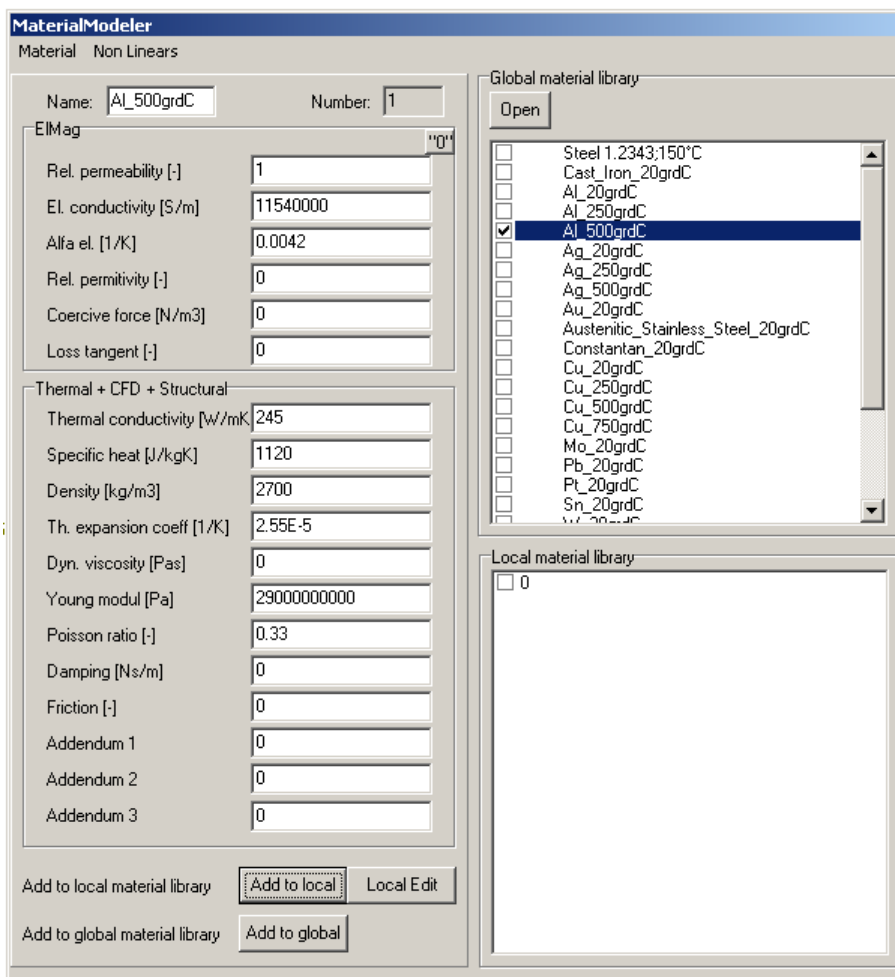 MaterialModeler
Material Non Linears
Name: Al_500grdC Number: 1
ElMag
"0"
Rel. permeability [-] 1
El. conductivity [S/m] 11540000
Alfa el. [1/K] 0.0042
Rel. permitivity [-] 0
Coercive force [N/m3] 0
Loss tangent [-] 0
Thermal + CFD + Structural
Thermal conductivity [W/mK 245
Specific heat [J/kgK] 1120
Density [kg/m3] 2700
Th. expansion coeff [1/K] 2.55E-5
Dyn. viscosity [Pas] 0
Young modul [Pa] 29000000000
Poisson ratio [-] 0.33
Damping [Ns/m] 0
Friction [-] 0
Addendum 1 0
Addendum 2 0
Addendum 3 0
Add to local material library Add to local Local Edit
Add to global material library Add to global
Global material library
Open
Steel 1.2343;150°C
Cast_Iron_20grdC
Al_20grdC
Al_250grdC
Al_500grdC
Ag_20grdC
Ag_250grdC
Ag_500grdC
Au_20grdC
Austenitic_Stainless_Steel_20grdC
Constantan_20grdC
Cu_20grdC
Cu_250grdC
Cu_500grdC
Cu_750grdC
Mo_20grdC
Pb_20grdC
Pt_20grdC
Sn_20grdC
Local material library
0